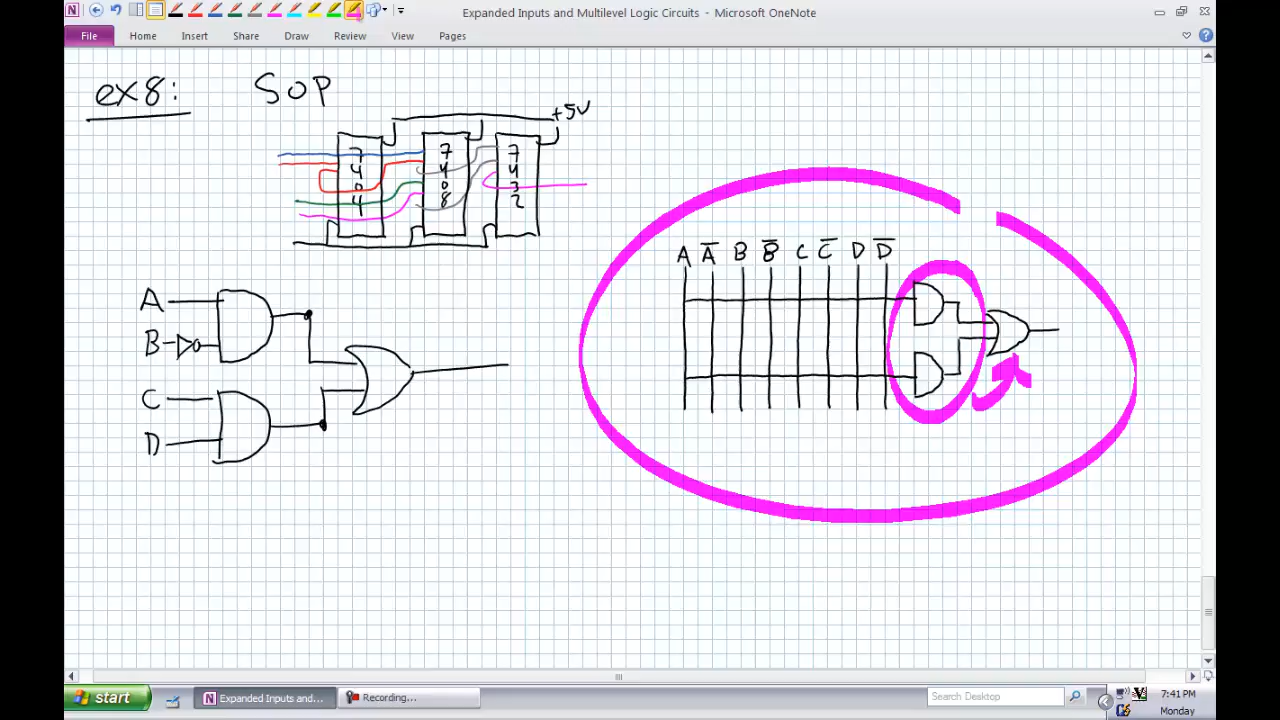 Expanded Inputs and Multilevel Logic Circuits - Microsoft OneNote
File Home Insert Share Draw Review View Pages
ex8: SOP
+5V
7404
7408
7432
A A̅ B B̅ C C̅ D D̅
A
B
C
D
start
Expanded Inputs and...
Recording...
Search Desktop
7:41 PM
Monday